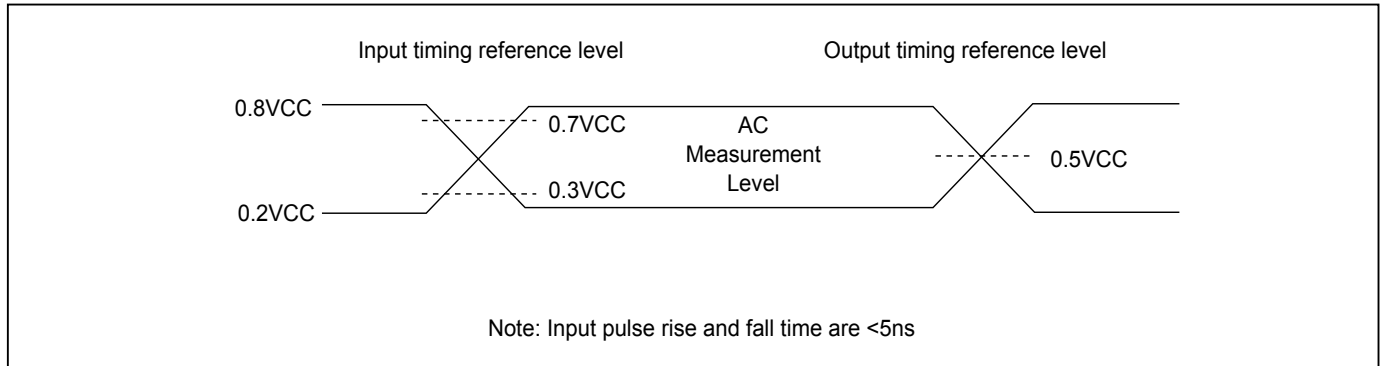 Input timing reference level
Output timing reference level
0.8VCC
0.7VCC
AC
Measurement
Level
0.5VCC
0.3VCC
0.2VCC
Note: Input pulse rise and fall time are <5ns